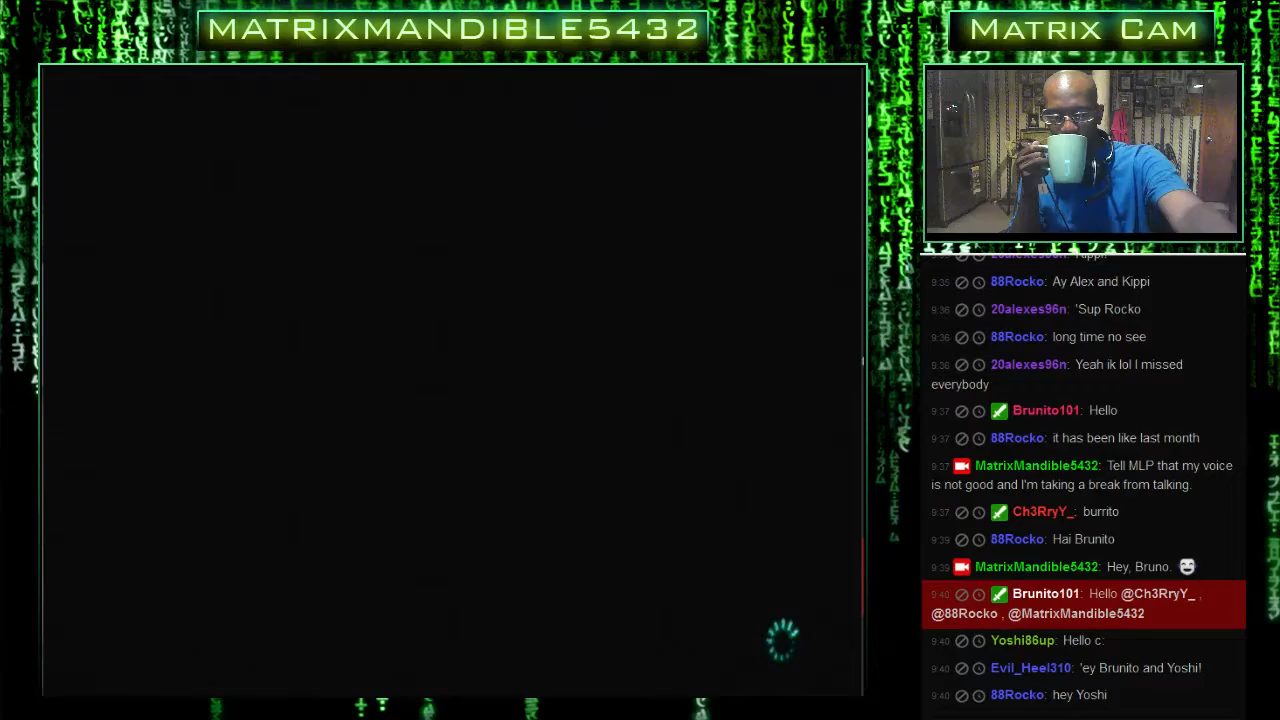 MATRIXMANDIBLE5432
Matrix Cam
88Rocko: Ay Alex and Kippi
9:35
9:36 20alexes96n: 'Sup Rocko
9:36 88Rocko: long time no see
9:36 20alexes96n: Yeah ik lol I missed
everybody
9:37 Brunito101: Hello
9:37 88Rocko: it has been like last month
9:37 MatrixMandible5432: Tell MLP that my voice
is not good and I'm taking a break from talking.
9:37 Ch3RryY_: burrito
9:39 88Rocko: Hai Brunito
9:39 MatrixMandible5432: Hey, Bruno.
9:40 Brunito101: Hello @Ch3RryY_ ,
@88Rocko , @MatrixMandible5432
9:40 Yoshi86up: Hello c:
9:40 Evil_Heel310: 'ey Brunito and Yoshi!
9:40 88Rocko: hey Yoshi